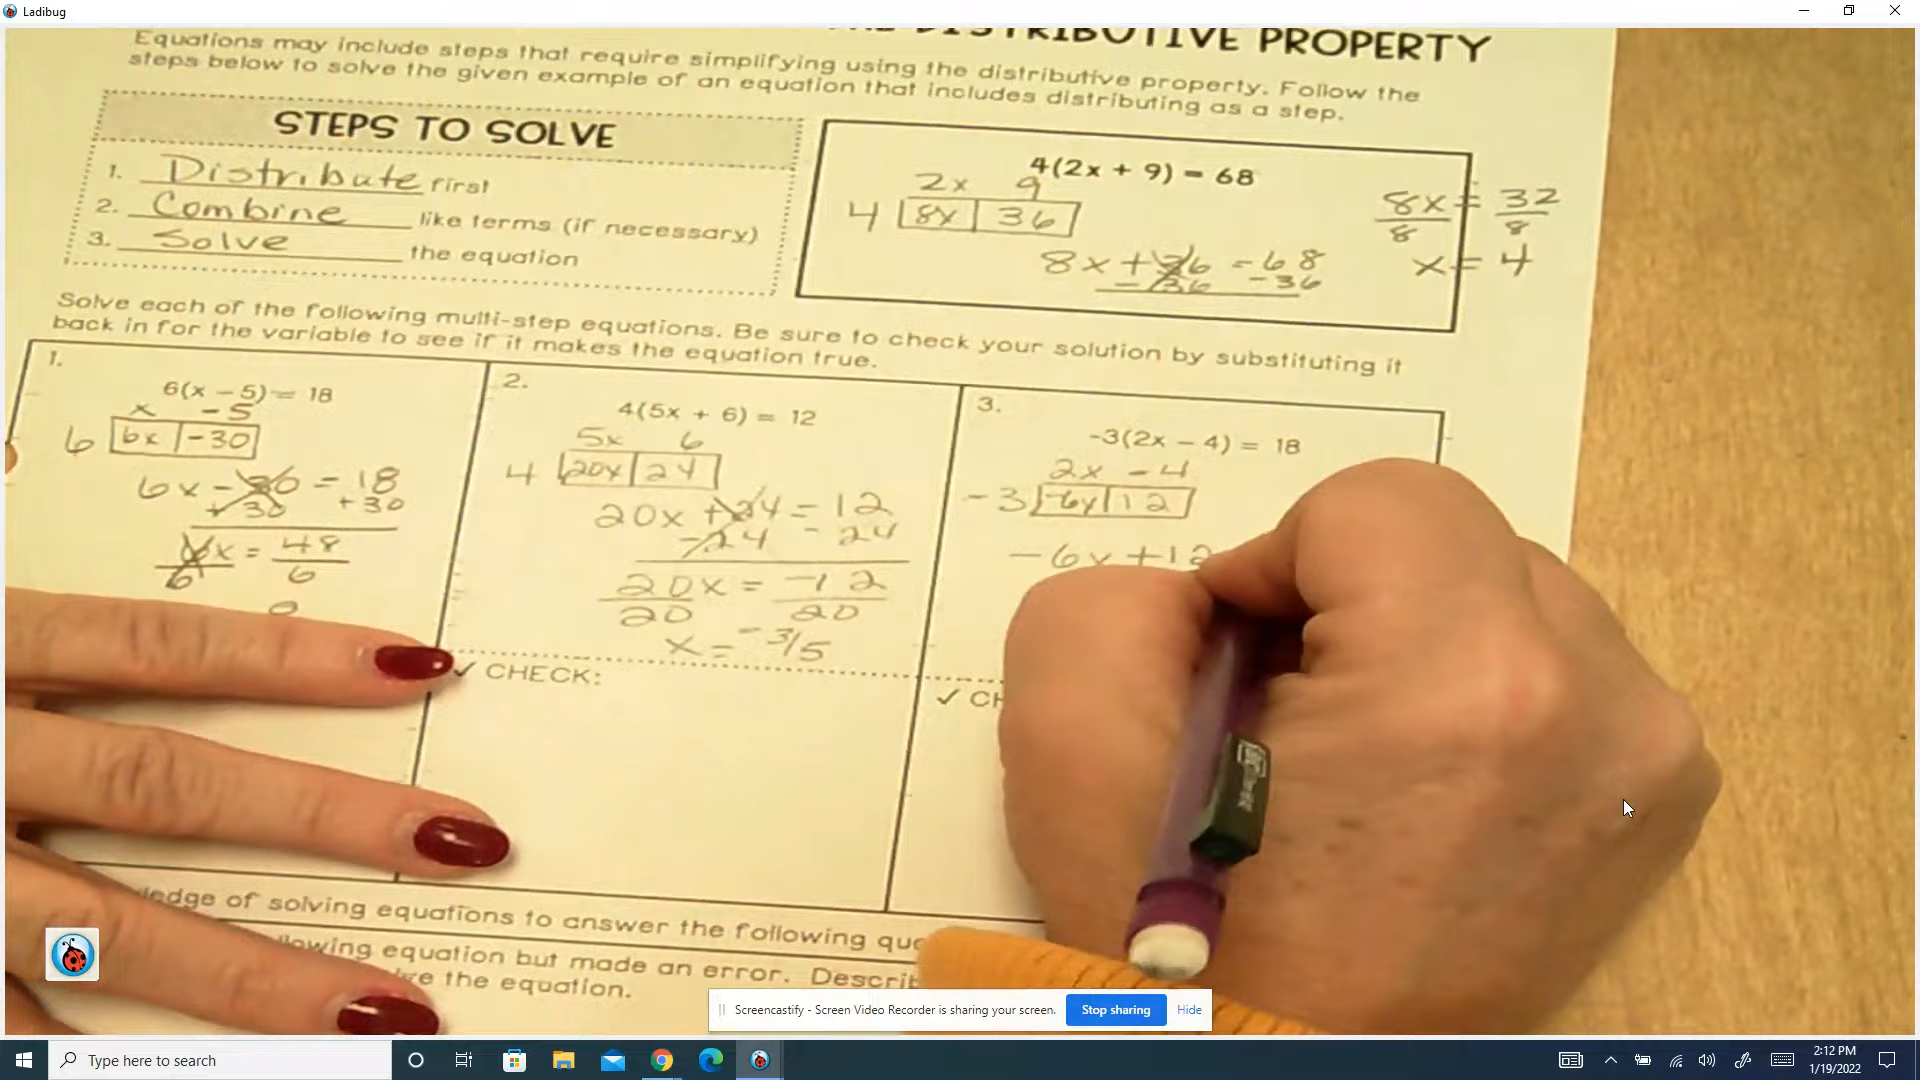 Ladibug
THE DISTRIBUTIVE PROPERTY
Equations may include steps that require simplifying using the distributive property. Follow the
steps below to solve the given example of an equation that includes distributing as a step.
STEPS TO SOLVE
1. Distribute first
2. Combine like terms (if necessary)
3. Solve the equation
4(2x + 9) = 68
2x 9
4 8x 36
8x + 36 = 68
- 36 - 36
8x = 32
8 8
x = 4
Solve each of the following multi-step equations. Be sure to check your solution by substituting it
back in for the variable to see if it makes the equation true.
1.
6(x - 5) = 18
x -5
6 6x -30
6x - 30 = 18
+ 30 + 30
6x = 48
6 6
2.
4(5x + 6) = 12
5x 6
4 20x 24
20x + 24 = 12
- 24 - 24
20x = -12
20 20
x = -3/5
✓ CHECK:
3.
-3(2x - 4) = 18
2x -4
-3 -6x 12
-6x + 12
✓ CH
ledge of solving equations to answer the following que
lowing equation but made an error. Describ
ve the equation.
Screencastify - Screen Video Recorder is sharing your screen. Stop sharing Hide
Type here to search
2:12 PM
1/19/2022